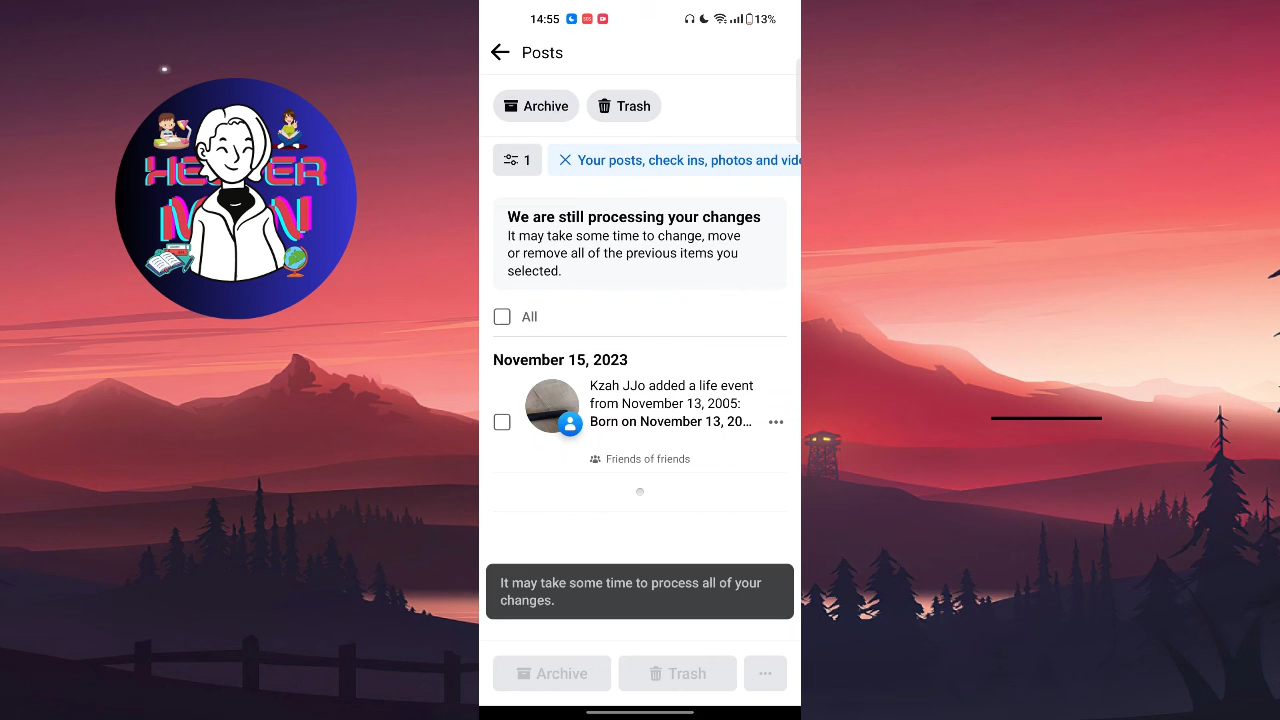 14:55
SOS
13%
Posts
Archive
Trash
1
Your posts, check ins, photos and vide
We are still processing your changes
It may take some time to change, move
or remove all of the previous items you
selected.
All
November 15, 2023
Kzah JJo added a life event
from November 13, 2005:
Born on November 13, 20...
Friends of friends
It may take some time to process all of your
changes.
Archive
Trash